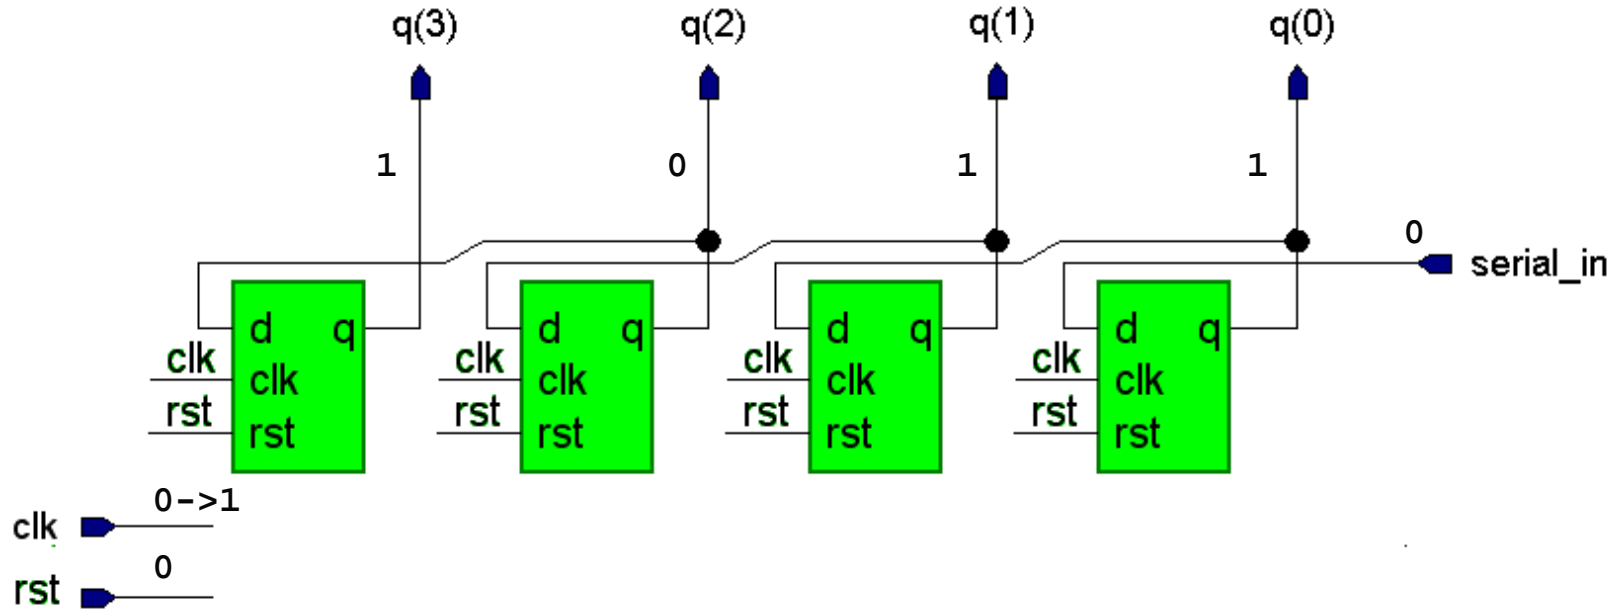 q(3) q(2) q(1) q(0)
1 0 1 1
0
serial_in
d q d q d q d q
clk clk clk clk
clk clk clk clk
rst rst rst rst
rst rst rst rst
0->1
clk
0
rst